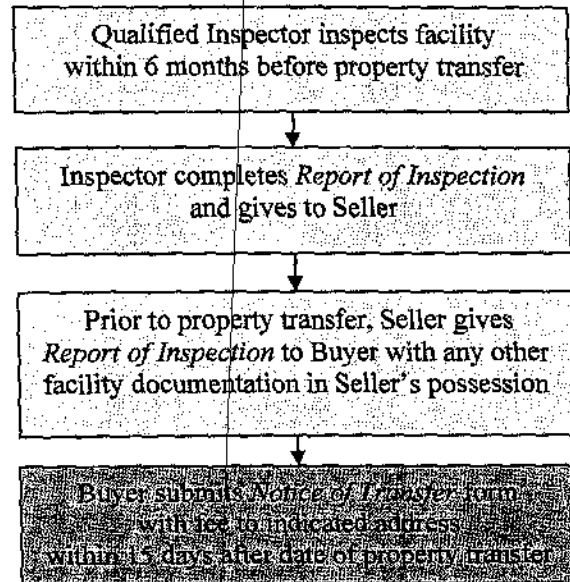 Qualified Inspector inspects facility
within 6 months before property transfer
Inspector completes Report of Inspection
and gives to Seller
Prior to property transfer, Seller gives
Report of Inspection to Buyer with any other
facility documentation in Seller's possession
Buyer submits Notice of Transfer form
with fee to indicated address
within 15 days after date of property transfer